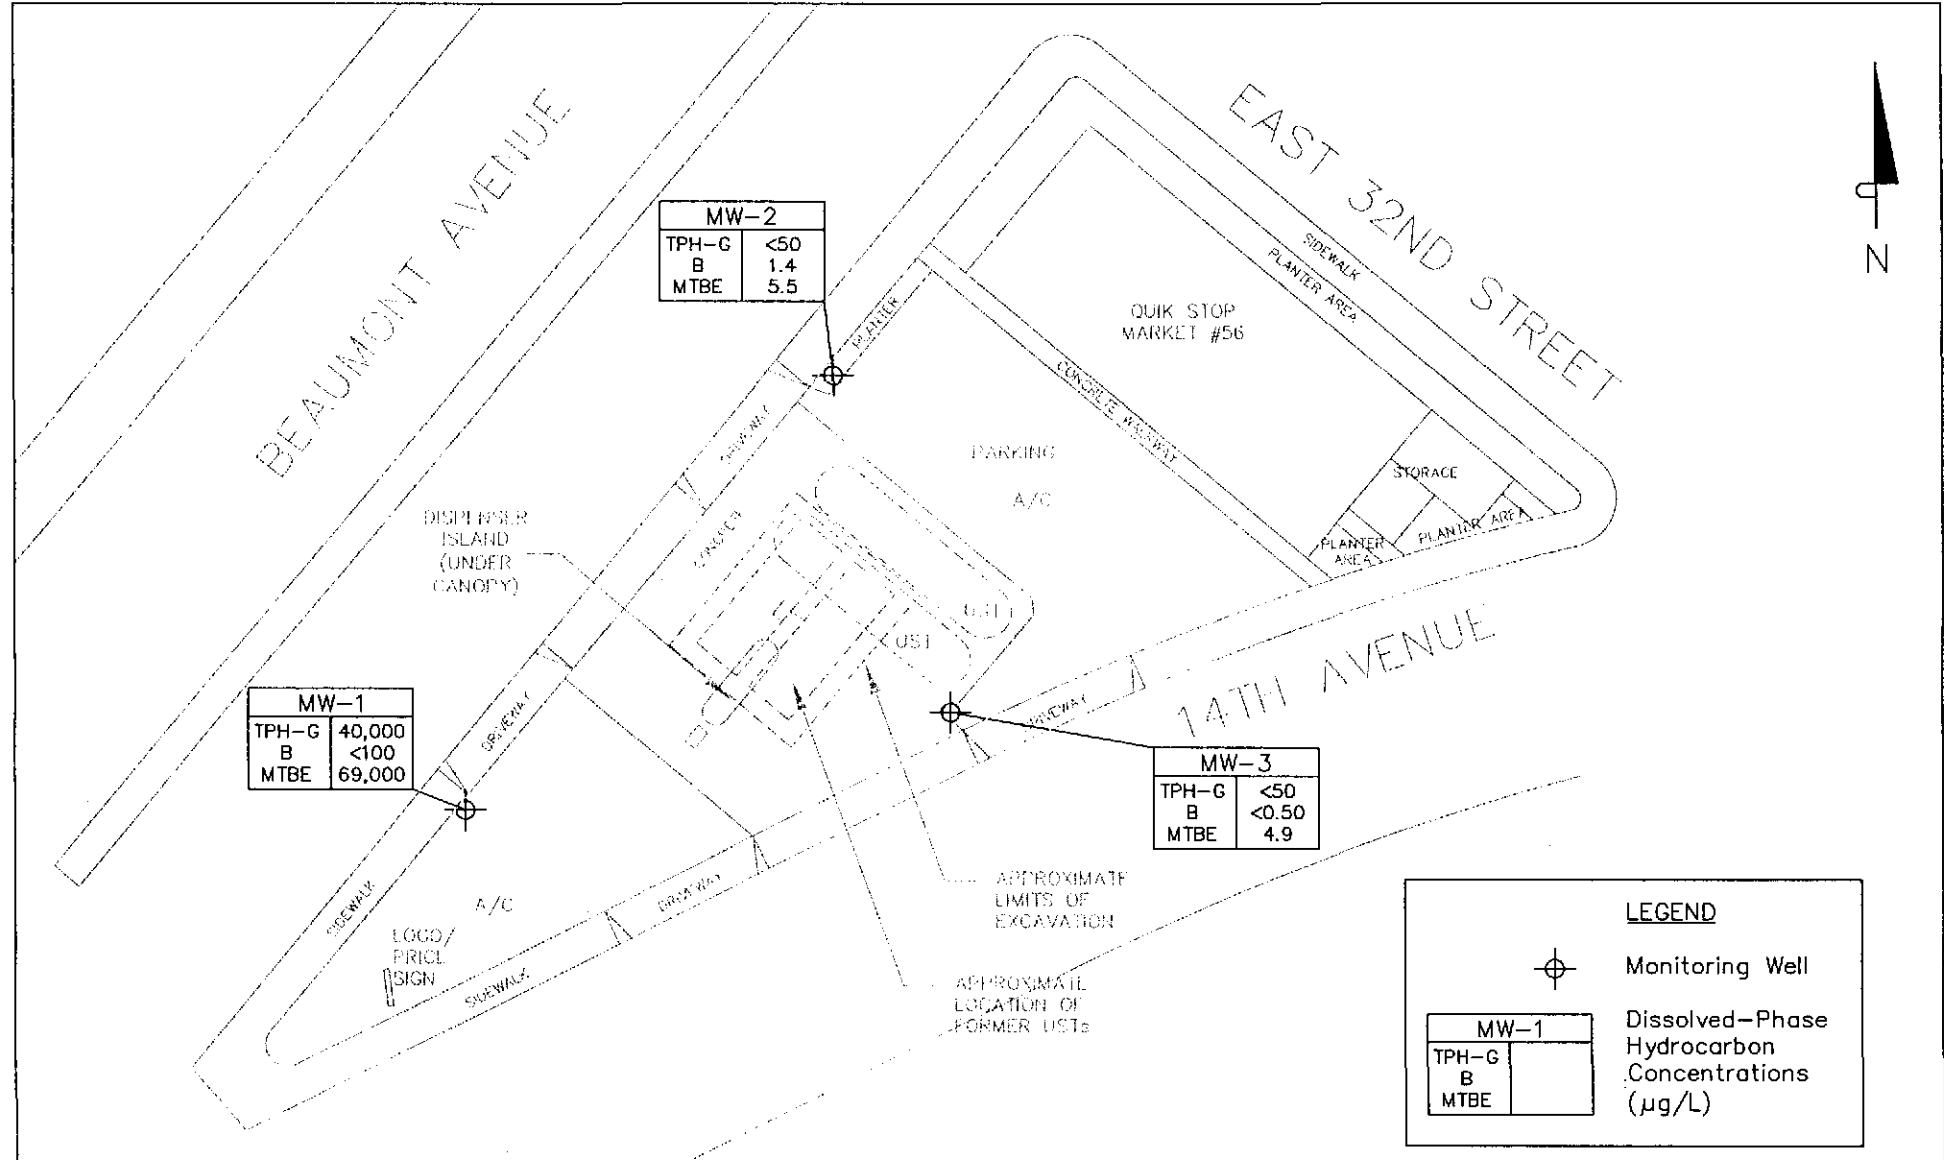 BEAUMONT AVENUE
EAST 32ND STREET
N
MW-2
TPH-G <50
B 1.4
MTBE 5.5
PLANTER
SIDEWALK
PLANTER AREA
QUIK STOP
MARKET #56
CONCRETE WALKWAY
DRIVEWAY
PARKING
A/C
STORAGE
PLANTER AREA
PLANTER
AREA
DISPENSER
ISLAND
(UNDER
CANOPY)
UST
UST
14TH AVENUE
MW-1
TPH-G 40,000
B <100
MTBE 69,000
DRIVEWAY
DRIVEWAY
MW-3
TPH-G <50
B <0.50
MTBE 4.9
APPROXIMATE
LIMITS OF
EXCAVATION
SIDEWALK
A/C
DRIVEWAY
LOGO/
PRICE
SIGN
SIDEWALK
APPROXIMATE
LOCATION OF
FORMER USTs
LEGEND
Monitoring Well
MW-1
TPH-G
B
MTBE
Dissolved-Phase
Hydrocarbon
Concentrations
(µg/L)